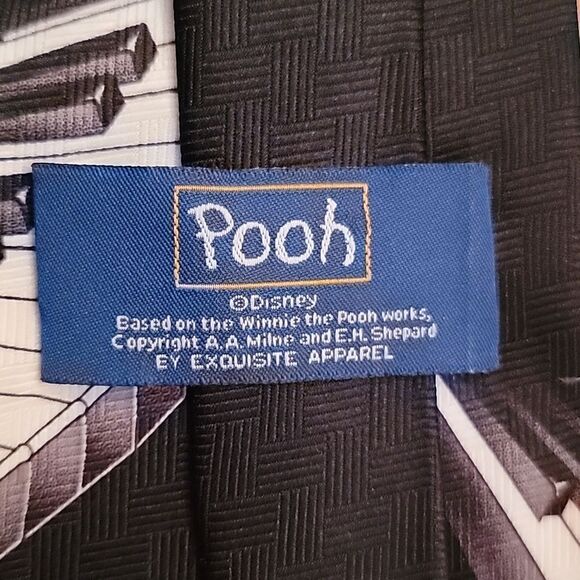 Pooh
©Disney
Based on the Winnie the Pooh works,
Copyright A.A. Milne and E.H. Shepard
BY EXQUISITE APPAREL